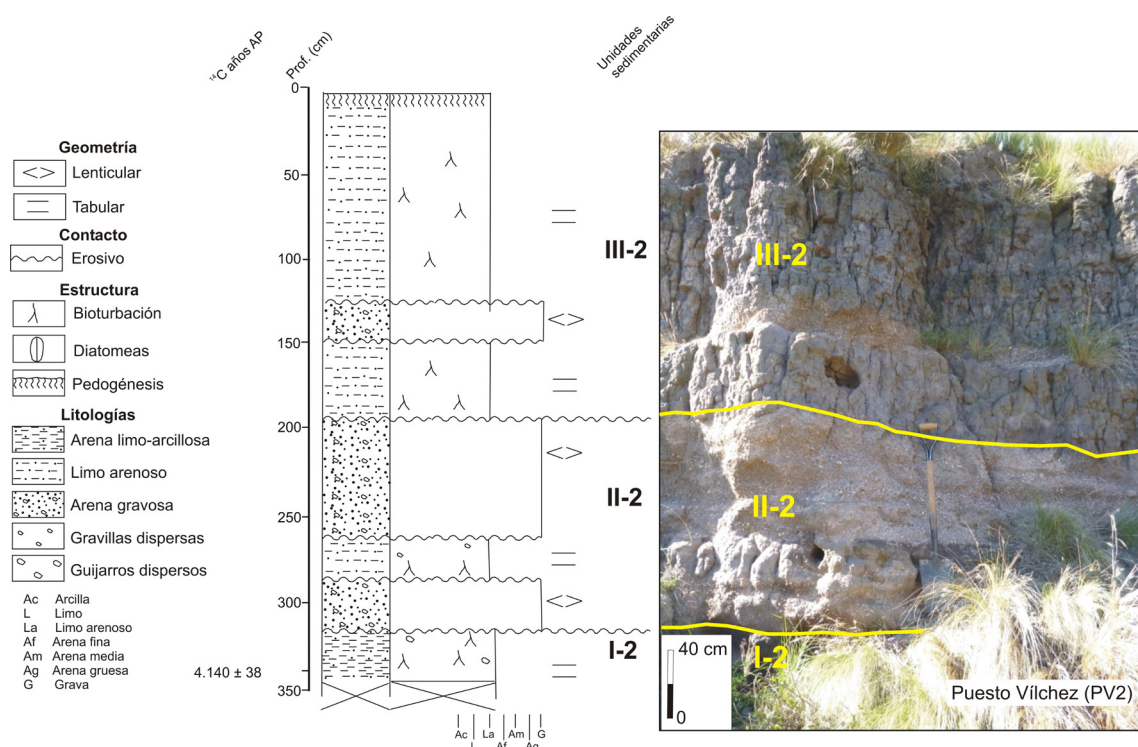 ¹⁴C años AP
Prof. (cm)
Unidades
sedimentarias
Geometría
Lenticular
Tabular
Contacto
Erosivo
Estructura
Bioturbación
Diatomeas
Pedogénesis
Litologías
Arena limo-arcillosa
Limo arenoso
Arena gravosa
Gravillas dispersas
Guijarros dispersos
Ac Arcilla
L Limo
La Limo arenoso
Af Arena fina
Am Arena media
Ag Arena gruesa
G Grava
4.140 ± 38
0
50
100
150
200
250
300
350
III-2
II-2
I-2
Ac
L
La
Af
Am
Ag
G
III-2
II-2
I-2
40 cm
0
Puesto Vílchez (PV2)